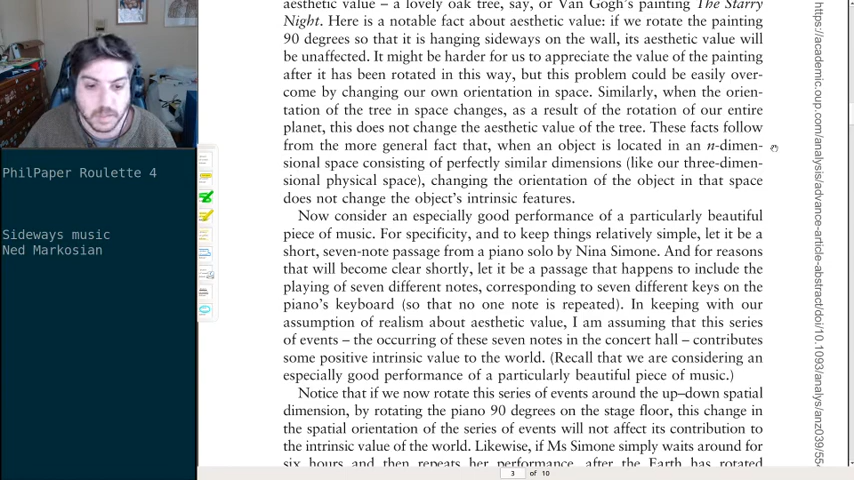 aesthetic value – a lovely oak tree, say, or Van Gogh's painting The Starry
Night. Here is a notable fact about aesthetic value: if we rotate the painting
90 degrees so that it is hanging sideways on the wall, its aesthetic value will
be unaffected. It might be harder for us to appreciate the value of the painting
after it has been rotated in this way, but this problem could be easily over-
come by changing our own orientation in space. Similarly, when the orien-
tation of the tree in space changes, as a result of the rotation of our entire
planet, this does not change the aesthetic value of the tree. These facts follow
from the more general fact that, when an object is located in an n-dimen-
sional space consisting of perfectly similar dimensions (like our three-dimen-
sional physical space), changing the orientation of the object in that space
does not change the object's intrinsic features.
Now consider an especially good performance of a particularly beautiful
piece of music. For specificity, and to keep things relatively simple, let it be a
short, seven-note passage from a piano solo by Nina Simone. And for reasons
that will become clear shortly, let it be a passage that happens to include the
playing of seven different notes, corresponding to seven different keys on the
piano's keyboard (so that no one note is repeated). In keeping with our
assumption of realism about aesthetic value, I am assuming that this series
of events – the occurring of these seven notes in the concert hall – contributes
some positive intrinsic value to the world. (Recall that we are considering an
especially good performance of a particularly beautiful piece of music.)
Notice that if we now rotate this series of events around the up–down spatial
dimension, by rotating the piano 90 degrees on the stage floor, this change in
the spatial orientation of the series of events will not affect its contribution to
the intrinsic value of the world. Likewise, if Ms Simone simply waits around for
six hours and then repeats her performance, after the Earth has rotated
PhilPaper Roulette 4
Sideways music
Ned Markosian
https://academic.oup.com/analysis/advance-article-abstract/doi/10.1093/analys/anz039/55
3 of 10